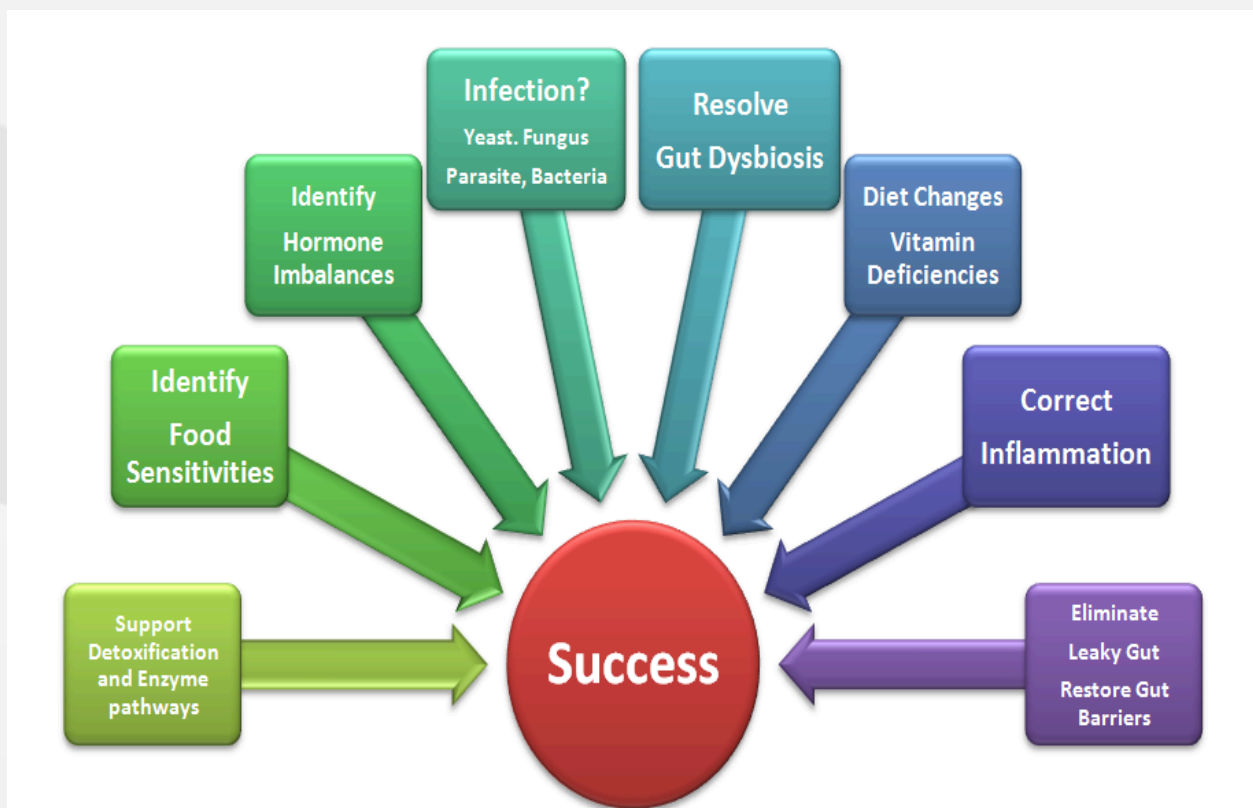 Infection?
Yeast. Fungus
Parasite, Bacteria
Resolve
Gut Dysbiosis
Identify
Hormone
Imbalances
Diet Changes
Vitamin
Deficiencies
Identify
Food
Sensitivities
Correct
Inflammation
Support
Detoxification
and Enzyme
pathways
Success
Eliminate
Leaky Gut
Restore Gut
Barriers